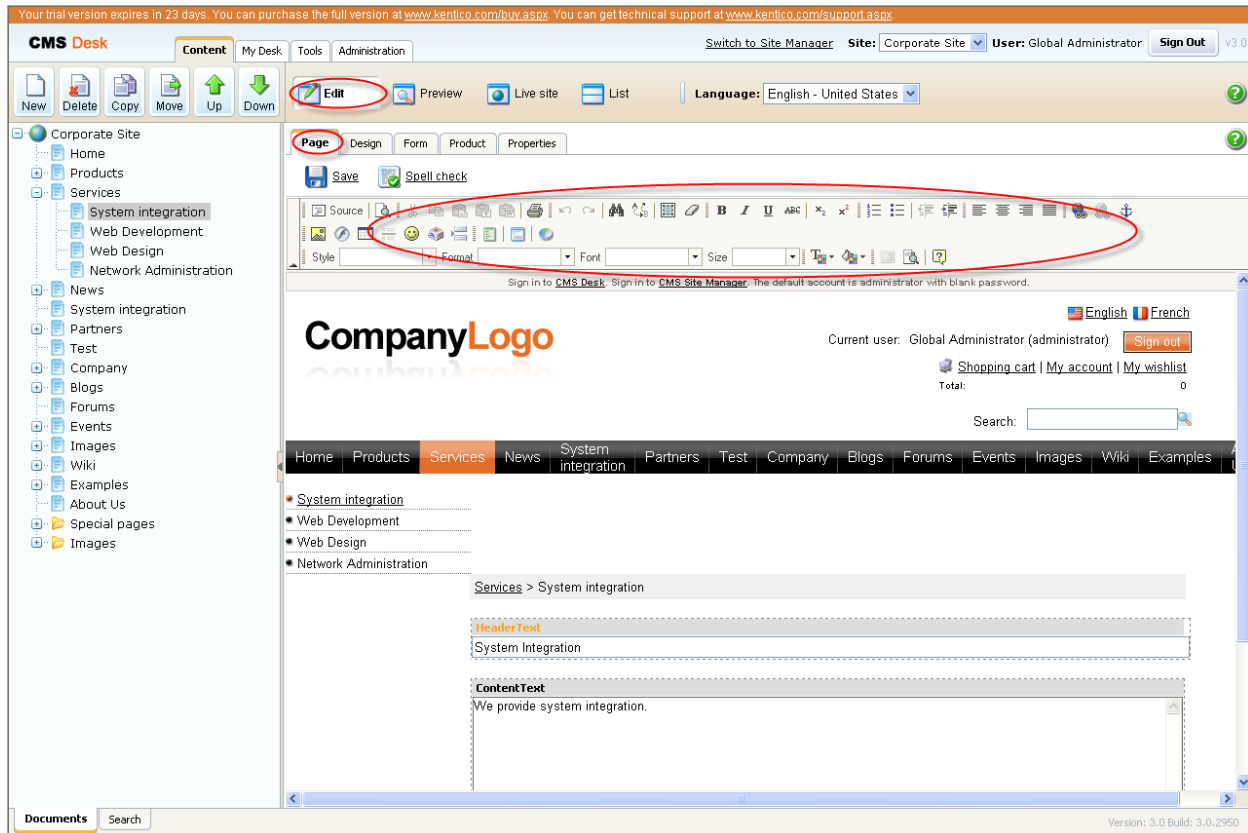 Your trial version expires in 23 days. You can purchase the full version at www.kentico.com/buy.aspx. You can get technical support at www.kentico.com/support.aspx.
CMS Desk Content My Desk Tools Administration Switch to Site Manager Site: Corporate Site User: Global Administrator Sign Out v3.0
New Delete Copy Move Up Down Edit Preview Live site List Language: English - United States
Corporate Site
Home
Products
Services
System integration
Web Development
Web Design
Network Administration
News
System integration
Partners
Test
Company
Blogs
Forums
Events
Images
Wiki
Examples
About Us
Special pages
Images
Page Design Form Product Properties
Save Spell check
Source B I U ABC x₂ x²
Style Format Font Size
Sign in to CMS Desk. Sign in to CMS Site Manager. The default account is administrator with blank password.
English French
CompanyLogo
Current user: Global Administrator (administrator) Sign out
Shopping cart | My account | My wishlist
Total: 0
Search:
Home Products Services News System integration Partners Test Company Blogs Forums Events Images Wiki Examples
System integration
Web Development
Web Design
Network Administration
Services > System integration
HeaderText
System Integration
ContentText
We provide system integration.
Documents Search
Version: 3.0 Build: 3.0.2950